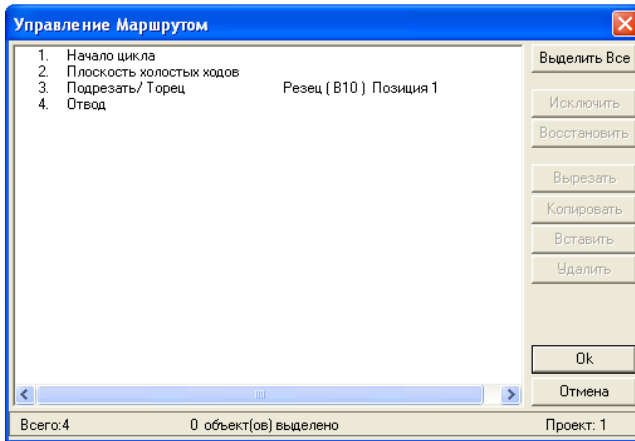 Управление Маршрутом
1. Начало цикла
2. Плоскость холостых ходов
3. Подрезать/ Торец Резец ( В10 ) Позиция 1
4. Отвод
Выделить Все
Исключить
Восстановить
Вырезать
Копировать
Вставить
Удалить
Ok
Отмена
Всего:4 0 объект(ов) выделено Проект: 1